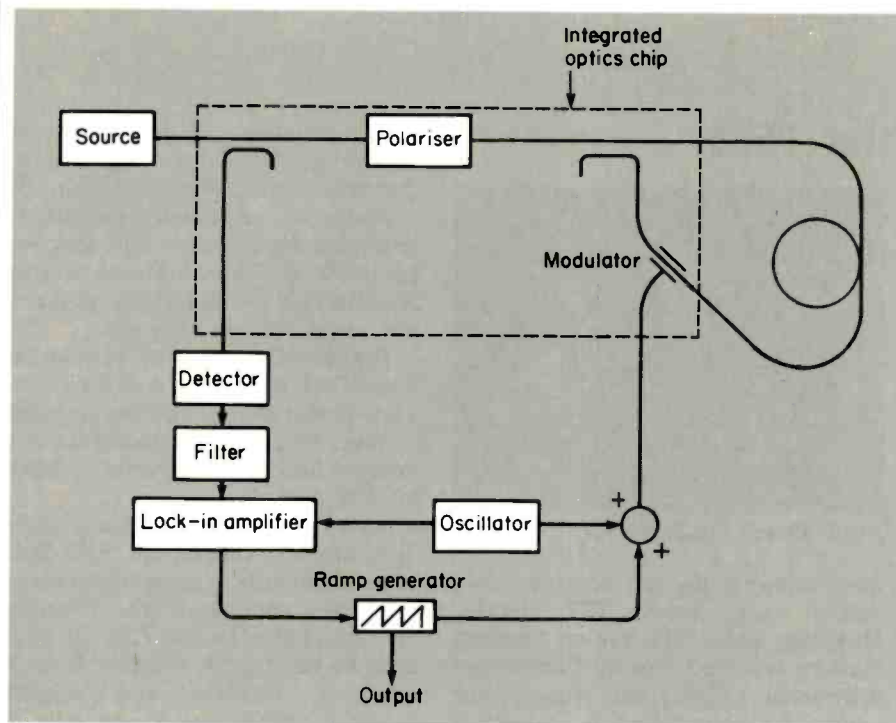 Integrated
optics chip
Source
Polariser
Modulator
Detector
Filter
Lock-in amplifier
Oscillator
+
+
Ramp generator
Output